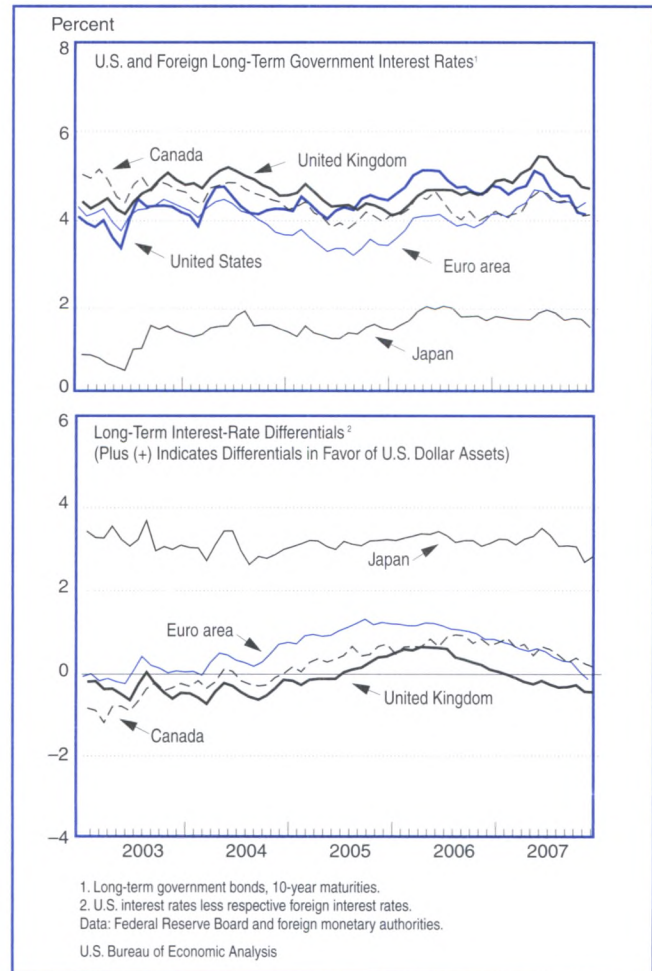 Percent
8
U.S. and Foreign Long-Term Government Interest Rates¹
6
Canada
United Kingdom
4
United States
Euro area
2
Japan
0
6
Long-Term Interest-Rate Differentials ²
(Plus (+) Indicates Differentials in Favor of U.S. Dollar Assets)
4
Japan
2
Euro area
0
United Kingdom
Canada
–2
–4
2003 2004 2005 2006 2007
1. Long-term government bonds, 10-year maturities.
2. U.S. interest rates less respective foreign interest rates.
Data: Federal Reserve Board and foreign monetary authorities.
U.S. Bureau of Economic Analysis